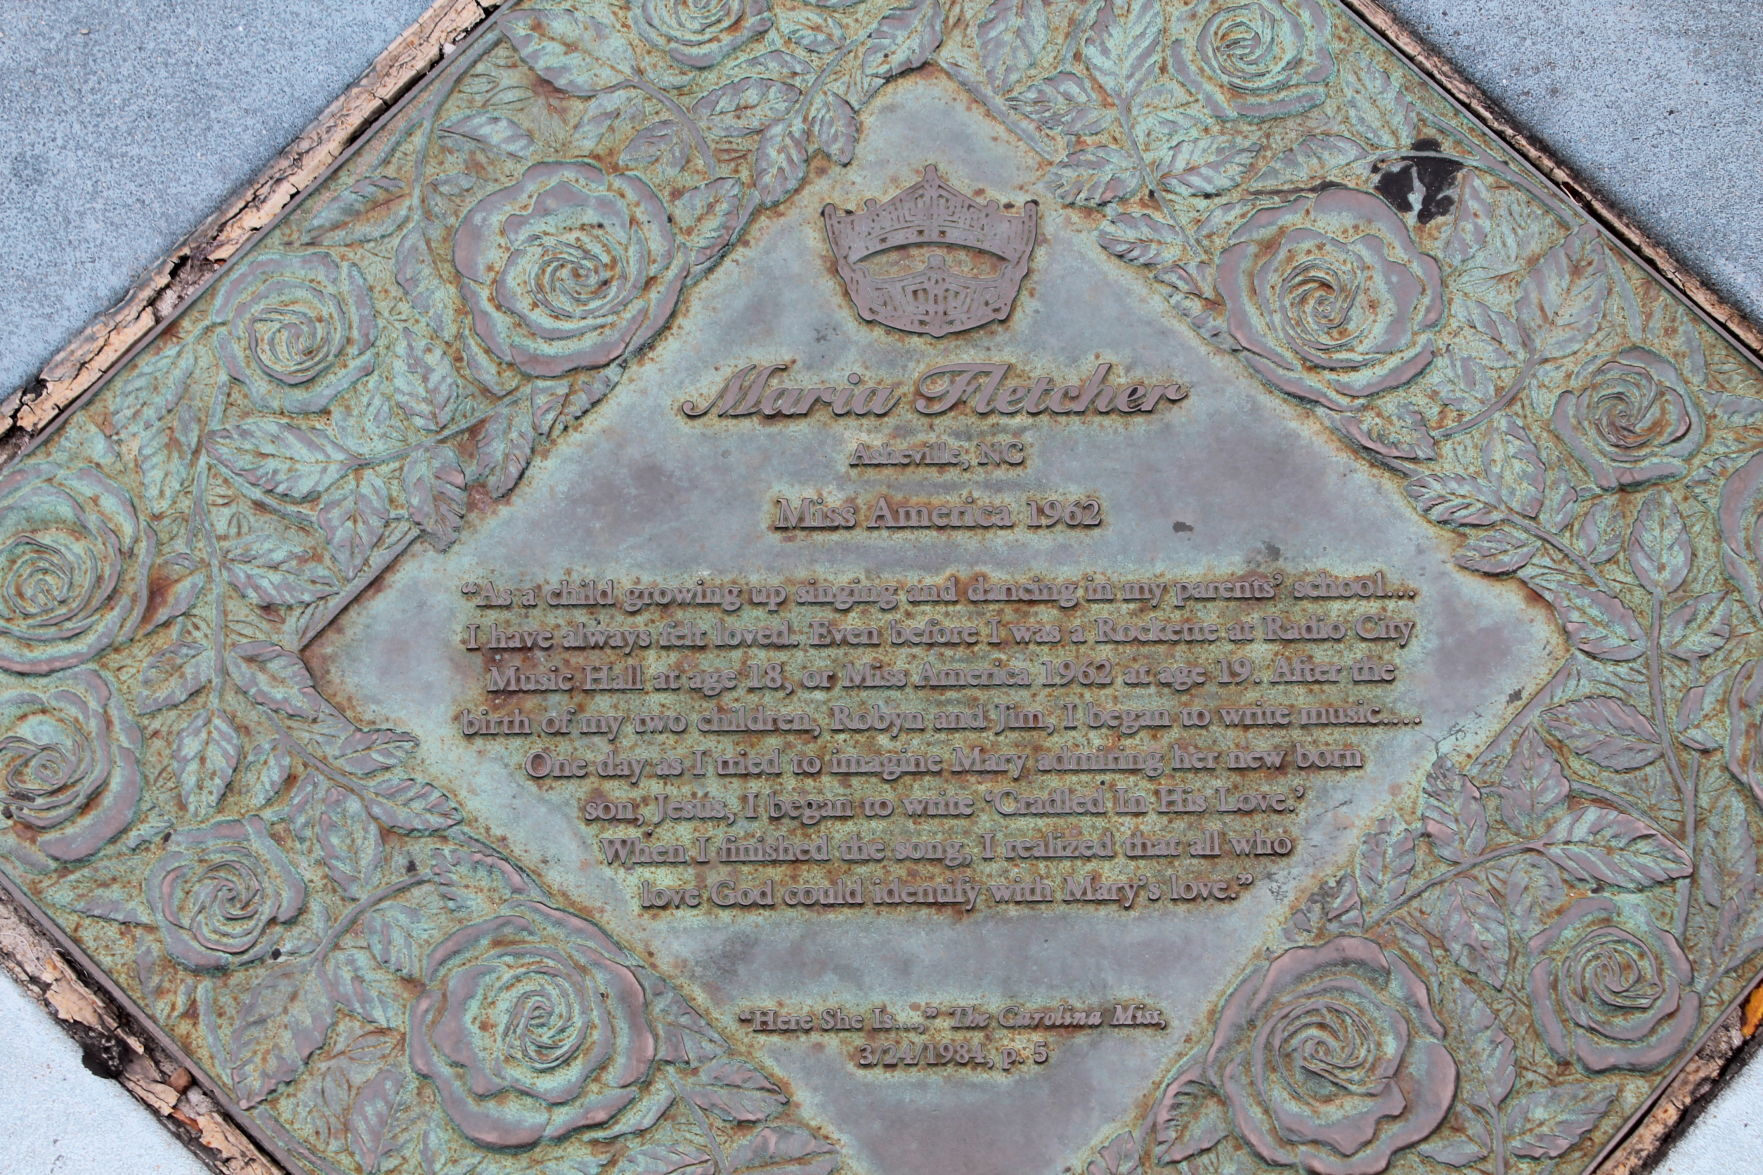 Maria Fletcher
Asheville, NC
Miss America 1962
“As a child growing up singing and dancing in my parents’ school...
I have always felt loved. Even before I was a Rockette at Radio City
Music Hall at age 18, or Miss America 1962 at age 19. After the
birth of my two children, Robyn and Jim, I began to write music.....
One day as I tried to imagine Mary admiring her new born
son, Jesus, I began to write ‘Cradled In His Love.’
When I finished the song, I realized that all who
love God could identify with Mary’s love.”
“Here She Is...,” The Carolina Miss,
3/24/1984, p. 5